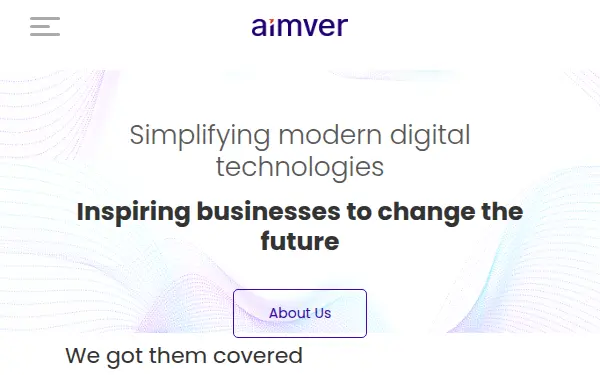 aimver
Simplifying modern digital
technologies
Inspiring businesses to change the
future
About Us
We got them covered